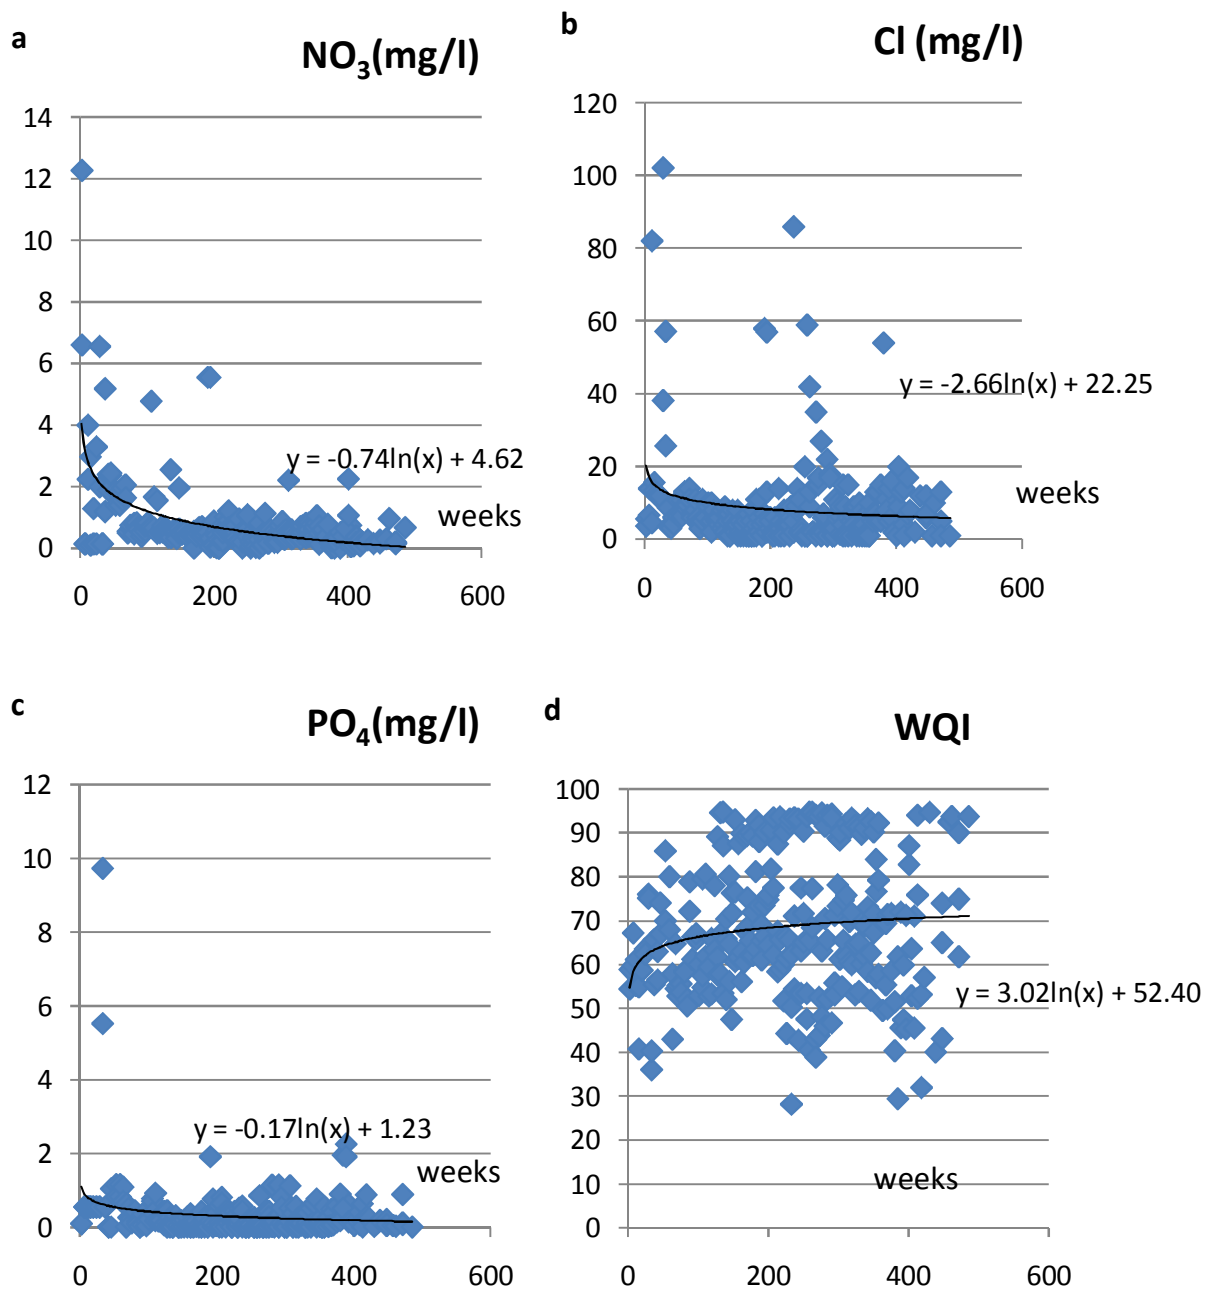 a
NO₃(mg/l)
14
12
10
8
6
4
2
0
y = -0.74ln(x) + 4.62
weeks
0 200 400 600
b
Cl (mg/l)
120
100
80
60
40
20
0
y = -2.66ln(x) + 22.25
weeks
0 200 400 600
c
PO₄(mg/l)
12
10
8
6
4
2
0
y = -0.17ln(x) + 1.23
weeks
0 200 400 600
d
WQI
100
90
80
70
60
50
40
30
20
10
0
y = 3.02ln(x) + 52.40
weeks
0 200 400 600